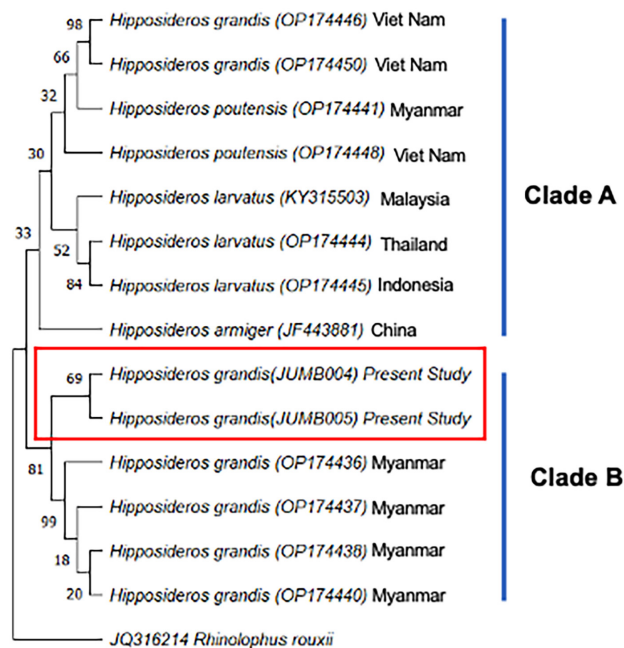 98 Hipposideros grandis (OP174446) Viet Nam
66 Hipposideros grandis (OP174450) Viet Nam
32 Hipposideros poutensis (OP174441) Myanmar
30 Hipposideros poutensis (OP174448) Viet Nam
Hipposideros larvatus (KY315503) Malaysia
Clade A
33 52 Hipposideros larvatus (OP174444) Thailand
84 Hipposideros larvatus (OP174445) Indonesia
Hipposideros armiger (JF443881) China
69 Hipposideros grandis(JUMB004) Present Study
Hipposideros grandis(JUMB005) Present Study
81 Hipposideros grandis (OP174436) Myanmar
Clade B
99 Hipposideros grandis (OP174437) Myanmar
18 Hipposideros grandis (OP174438) Myanmar
20 Hipposideros grandis (OP174440) Myanmar
JQ316214 Rhinolophus rouxii